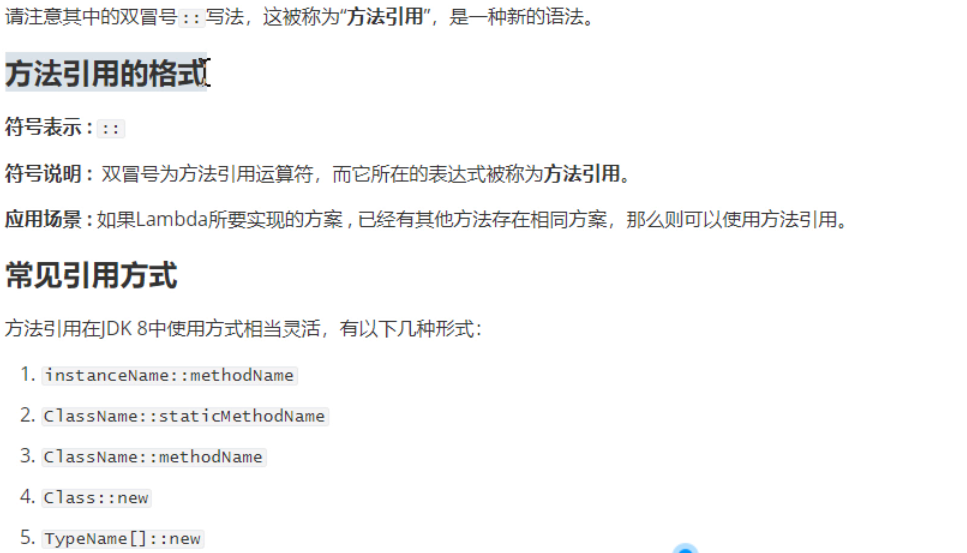 请注意其中的双冒号::写法，这被称为“方法引用”，是一种新的语法。
方法引用的格式
符号表示 : ::
符号说明 : 双冒号为方法引用运算符，而它所在的表达式被称为方法引用。
应用场景 : 如果Lambda所要实现的方案 , 已经有其他方法存在相同方案，那么则可以使用方法引用。
常见引用方式
方法引用在JDK 8中使用方式相当灵活，有以下几种形式：
1. instanceName::methodName
2. ClassName::staticMethodName
3. ClassName::methodName
4. Class::new
5. TypeName[]::new